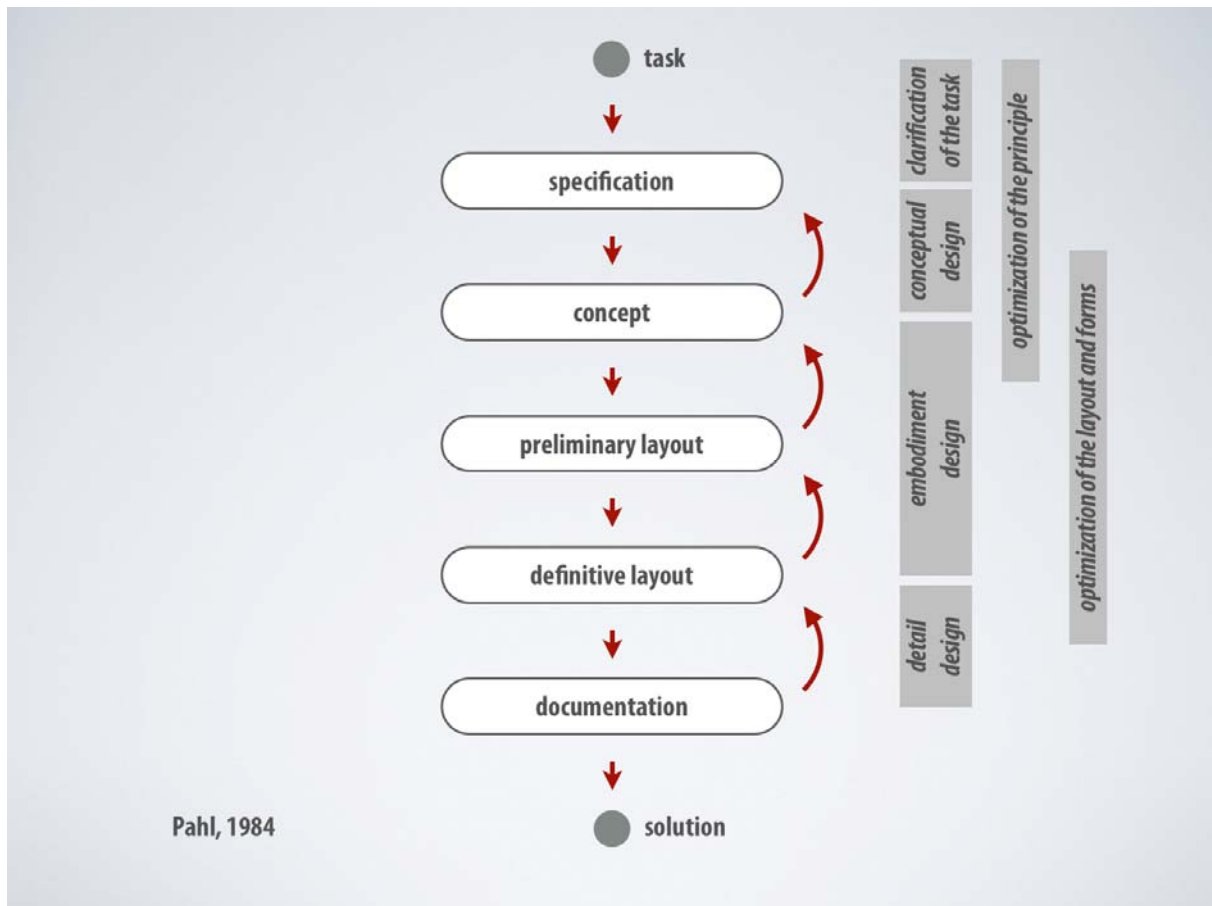 task
specification
concept
preliminary layout
definitive layout
documentation
solution
clarification
of the task
conceptual
design
embodiment
design
detail
design
optimization of the principle
optimization of the layout and forms
Pahl, 1984